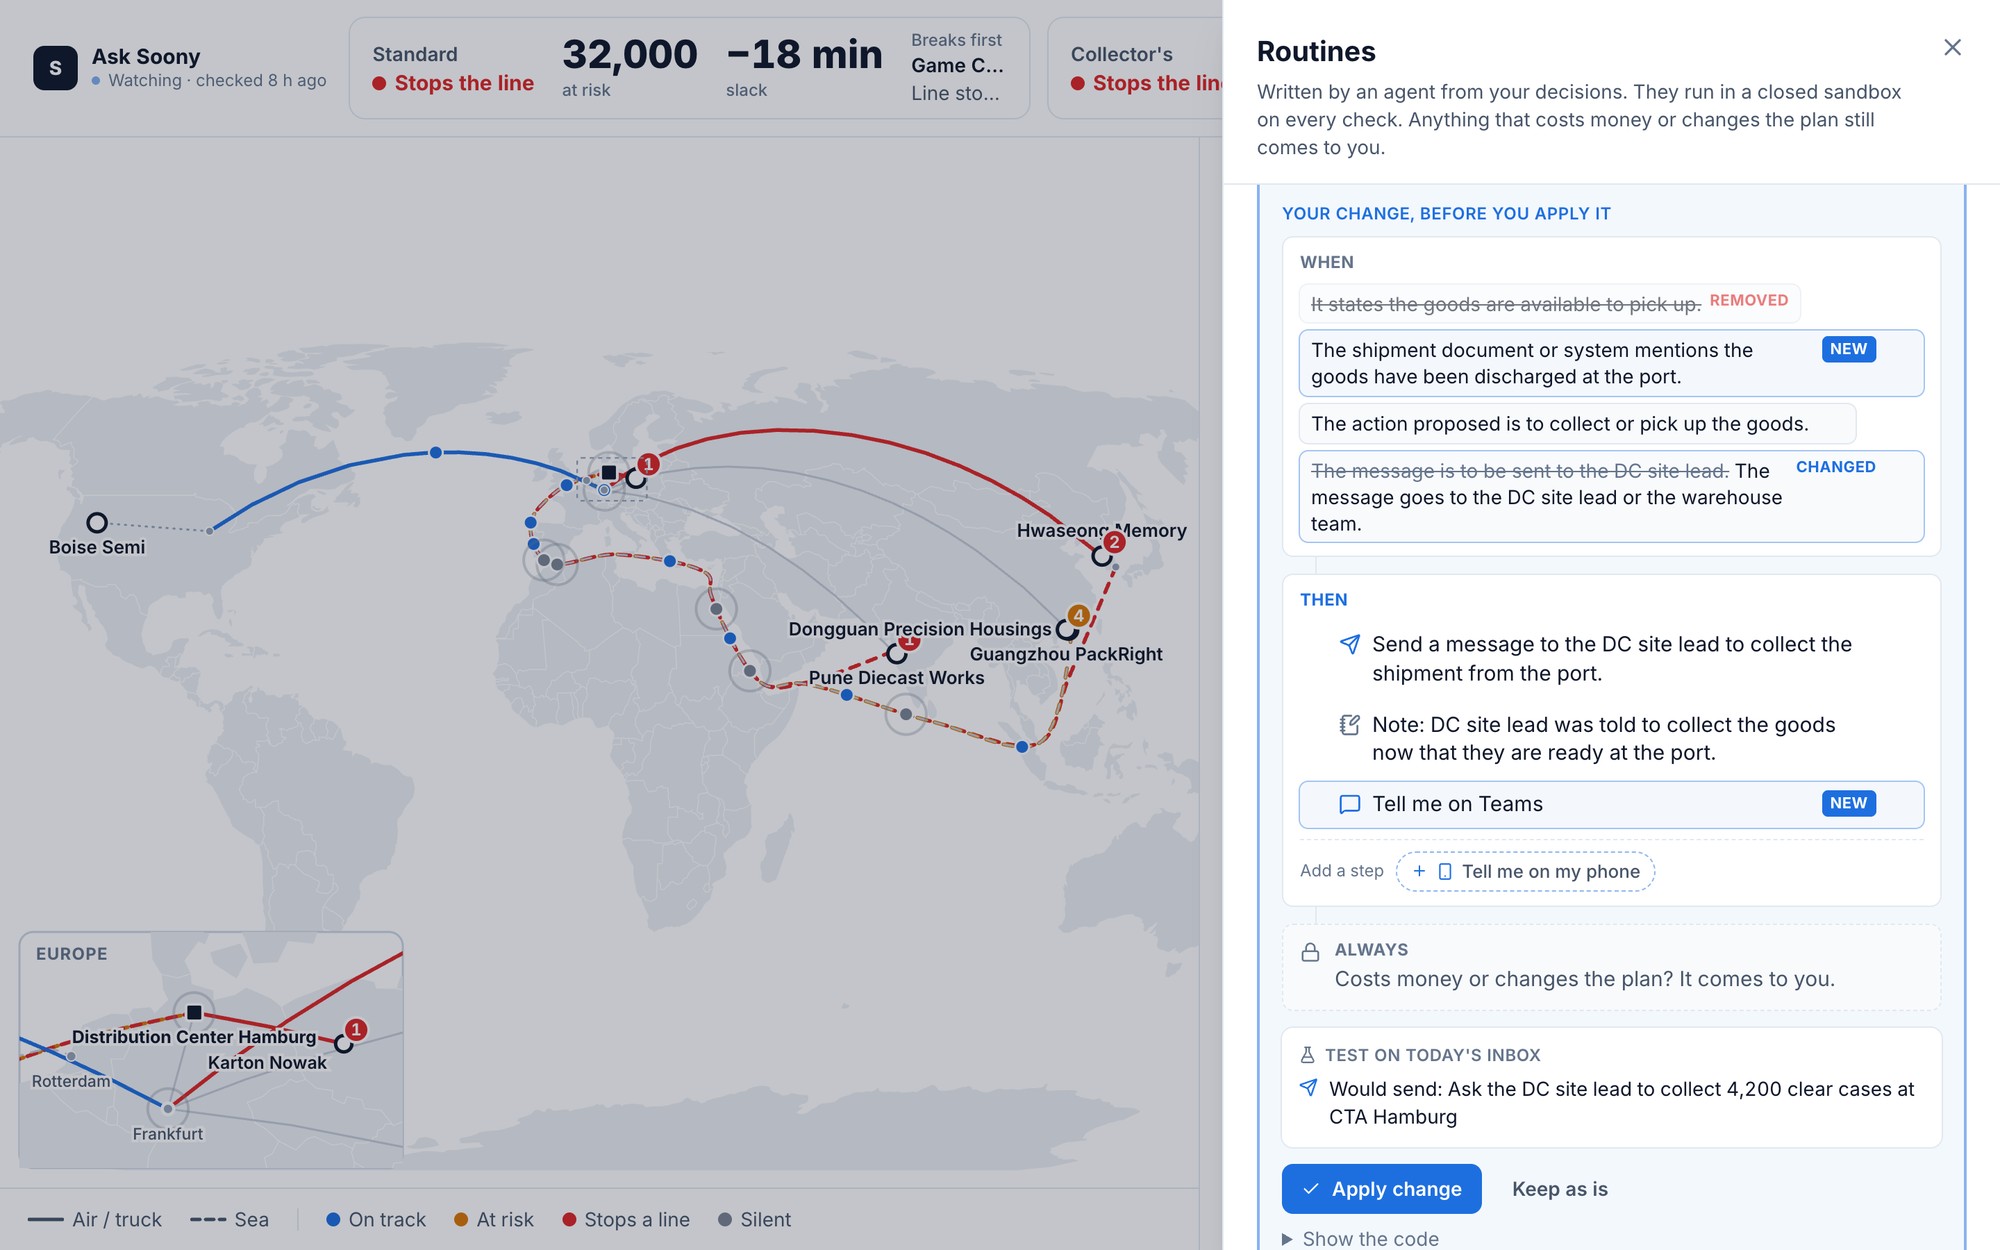 S
Ask Soony
Watching · checked 8 h ago
Standard
Stops the line
32,000
at risk
−18 min
slack
Breaks first
Game C...
Line sto...
Collector's
Stops the lin
Routines
Written by an agent from your decisions. They run in a closed sandbox
on every check. Anything that costs money or changes the plan still
comes to you.
YOUR CHANGE, BEFORE YOU APPLY IT
WHEN
It states the goods are available to pick up. REMOVED
The shipment document or system mentions the NEW
goods have been discharged at the port.
The action proposed is to collect or pick up the goods.
The message is to be sent to the DC site lead. The CHANGED
message goes to the DC site lead or the warehouse
team.
THEN
Send a message to the DC site lead to collect the
shipment from the port.
Note: DC site lead was told to collect the goods
now that they are ready at the port.
Tell me on Teams NEW
Add a step + Tell me on my phone
ALWAYS
Costs money or changes the plan? It comes to you.
TEST ON TODAY'S INBOX
Would send: Ask the DC site lead to collect 4,200 clear cases at
CTA Hamburg
Apply change Keep as is
Show the code
Boise Semi
1
Hwaseong Memory
2
4
Dongguan Precision Housings
1
Guangzhou PackRight
Pune Diecast Works
EUROPE
1
Distribution Center Hamburg
Karton Nowak
Rotterdam
Frankfurt
Air / truck Sea On track At risk Stops a line Silent